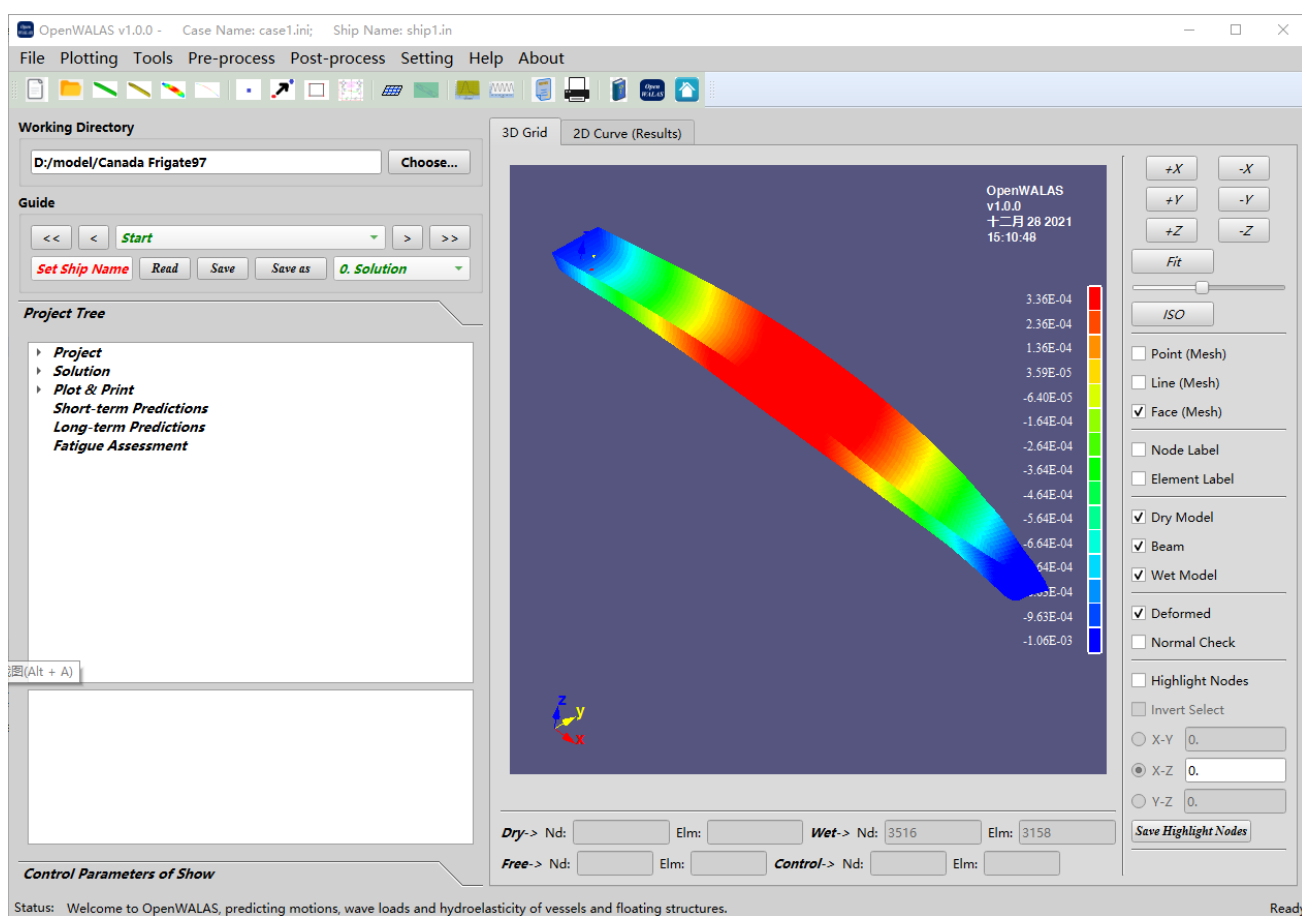 OpenWALAS v1.0.0 -    Case Name: case1.ini;    Ship Name: ship1.in
File  Plotting  Tools  Pre-process  Post-process  Setting  Help  About
Open WALAS
Working Directory
D:/model/Canada Frigate97  Choose...
Guide
<<  <  Start  >  >>
Set Ship Name  Read  Save  Save as  0. Solution
Project Tree
Project
Solution
Plot & Print
Short-term Predictions
Long-term Predictions
Fatigue Assessment
图(Alt + A)
Control Parameters of Show
3D Grid  2D Curve (Results)
OpenWALAS
v1.0.0
十二月 28 2021
15:10:48
3.36E-04
2.36E-04
1.36E-04
3.59E-05
-6.40E-05
-1.64E-04
-2.64E-04
-3.64E-04
-4.64E-04
-5.64E-04
-6.64E-04
64E-04
E-04
-9.63E-04
-1.06E-03
z
y
x
Dry-> Nd:  Elm:  Wet-> Nd: 3516  Elm: 3158
Free-> Nd:  Elm:  Control-> Nd:  Elm:
+X  -X
+Y  -Y
+Z  -Z
Fit
ISO
Point (Mesh)
Line (Mesh)
Face (Mesh)
Node Label
Element Label
Dry Model
Beam
Wet Model
Deformed
Normal Check
Highlight Nodes
Invert Select
X-Y  0.
X-Z  0.
Y-Z  0.
Save Highlight Nodes
Status:  Welcome to OpenWALAS, predicting motions, wave loads and hydroelasticity of vessels and floating structures.  Ready